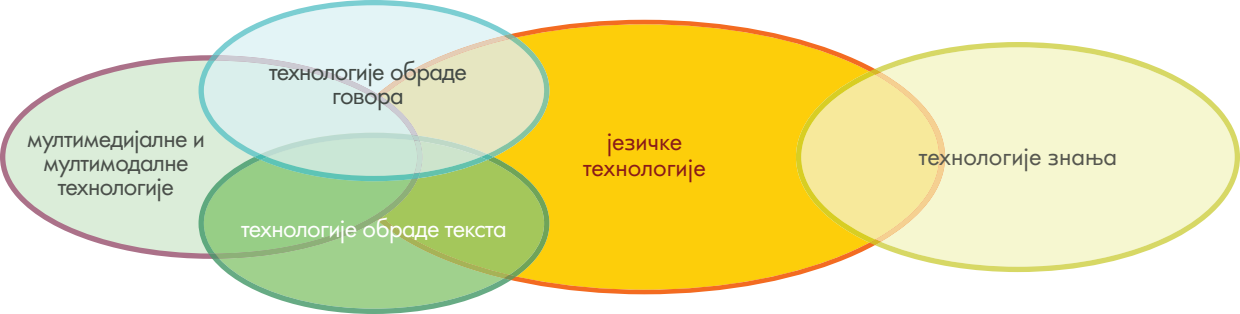 технологије обраде
говора
мултимедијалне и
мултимодалне
технологије
језичке
технологије
технологије знања
технологије обраде текста